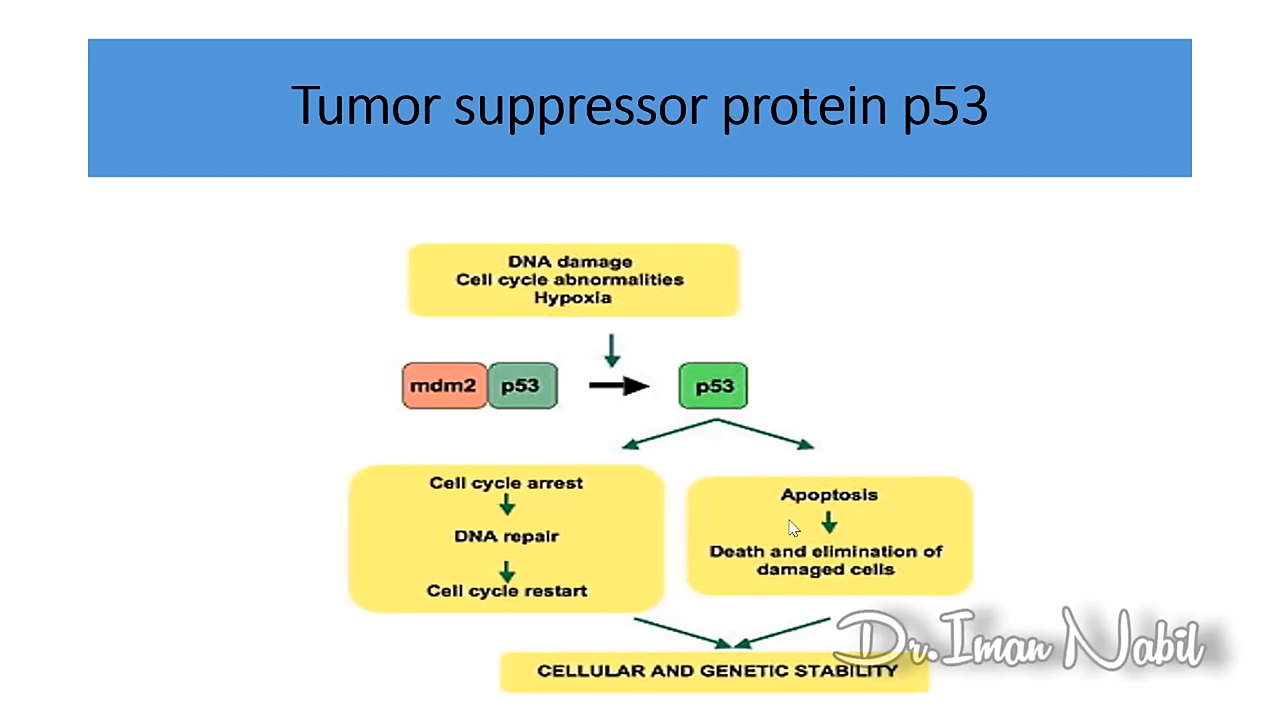 Tumor suppressor protein p53
DNA damage
Cell cycle abnormalities
Hypoxia
mdm2
p53
p53
Cell cycle arrest
DNA repair
Cell cycle restart
Apoptosis
Death and elimination of
damaged cells
CELLULAR AND GENETIC STABILITY
Dr.Iman Nabil